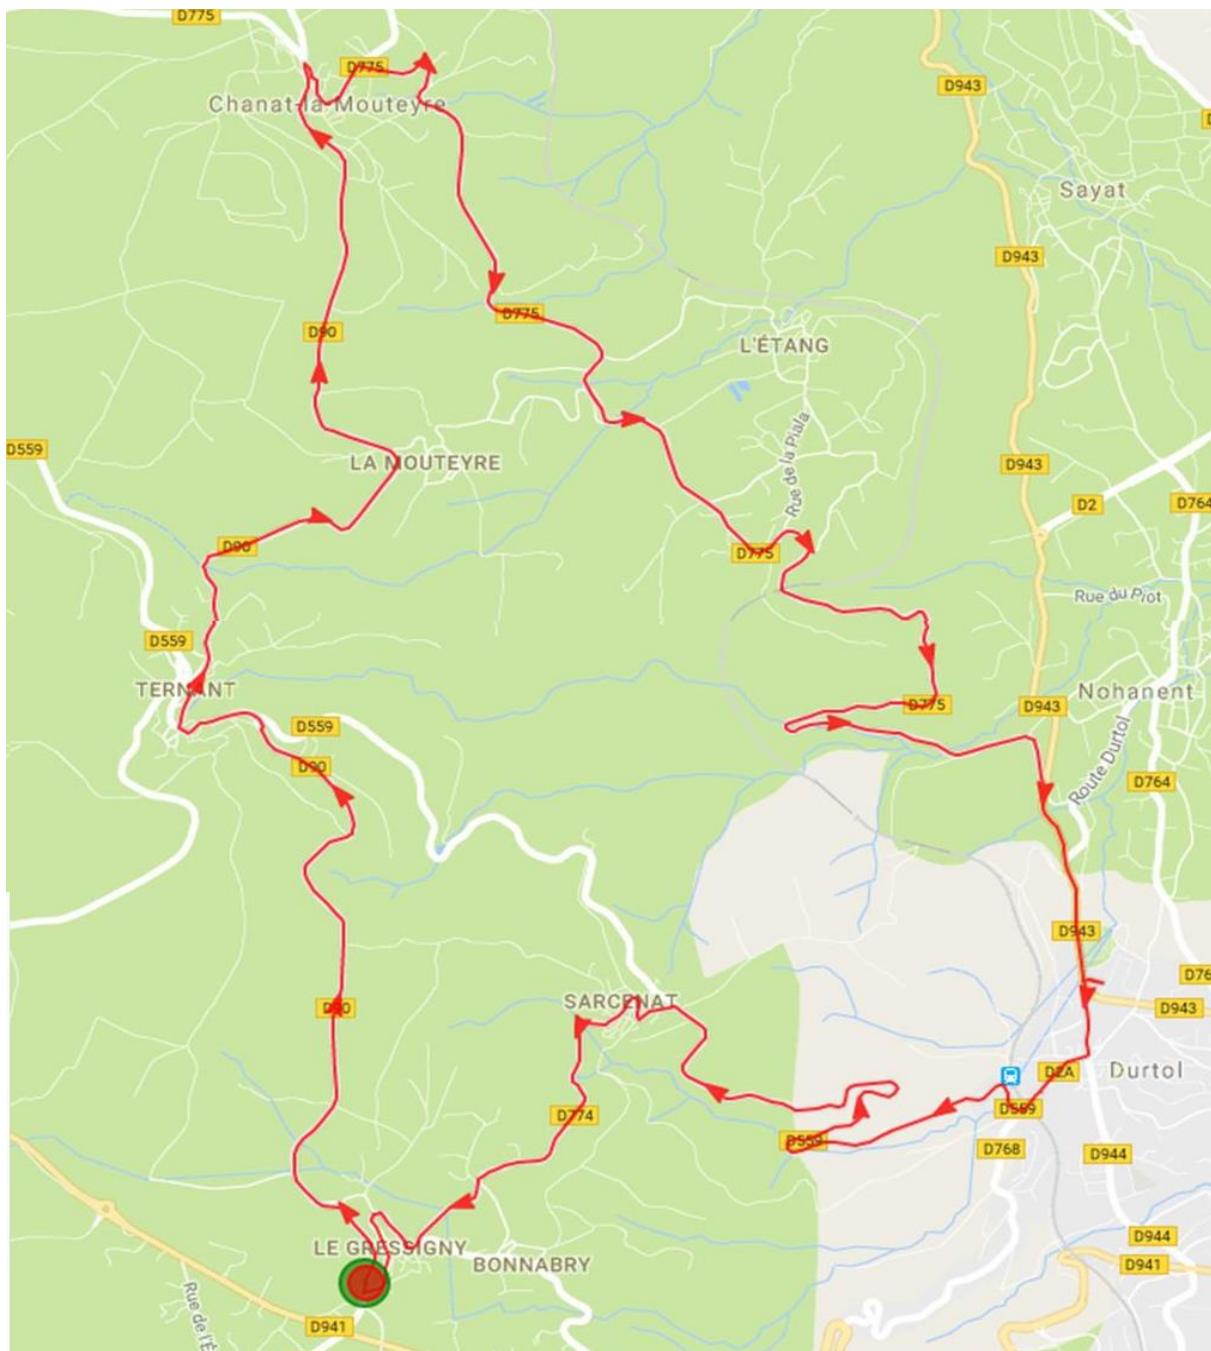 D775
D775
D943
Chanat-la-Mouteyre
Sayat
D943
D775
D90
L'ÉTANG
Rue de la Piala
D559
LA MOUTEYRE
D943
D2
D764
D90
D775
Rue du Piot
D559
TERNANT
Nohanent
D775
D943
D559
D90
Route Durtol
D764
D943
SARCENAT
D90
D943
D2A
Durtol
D774
D559
D559
D768
D944
LE GRESSIGNY
BONNABRY
D944
D941
Rue de l'É
D941